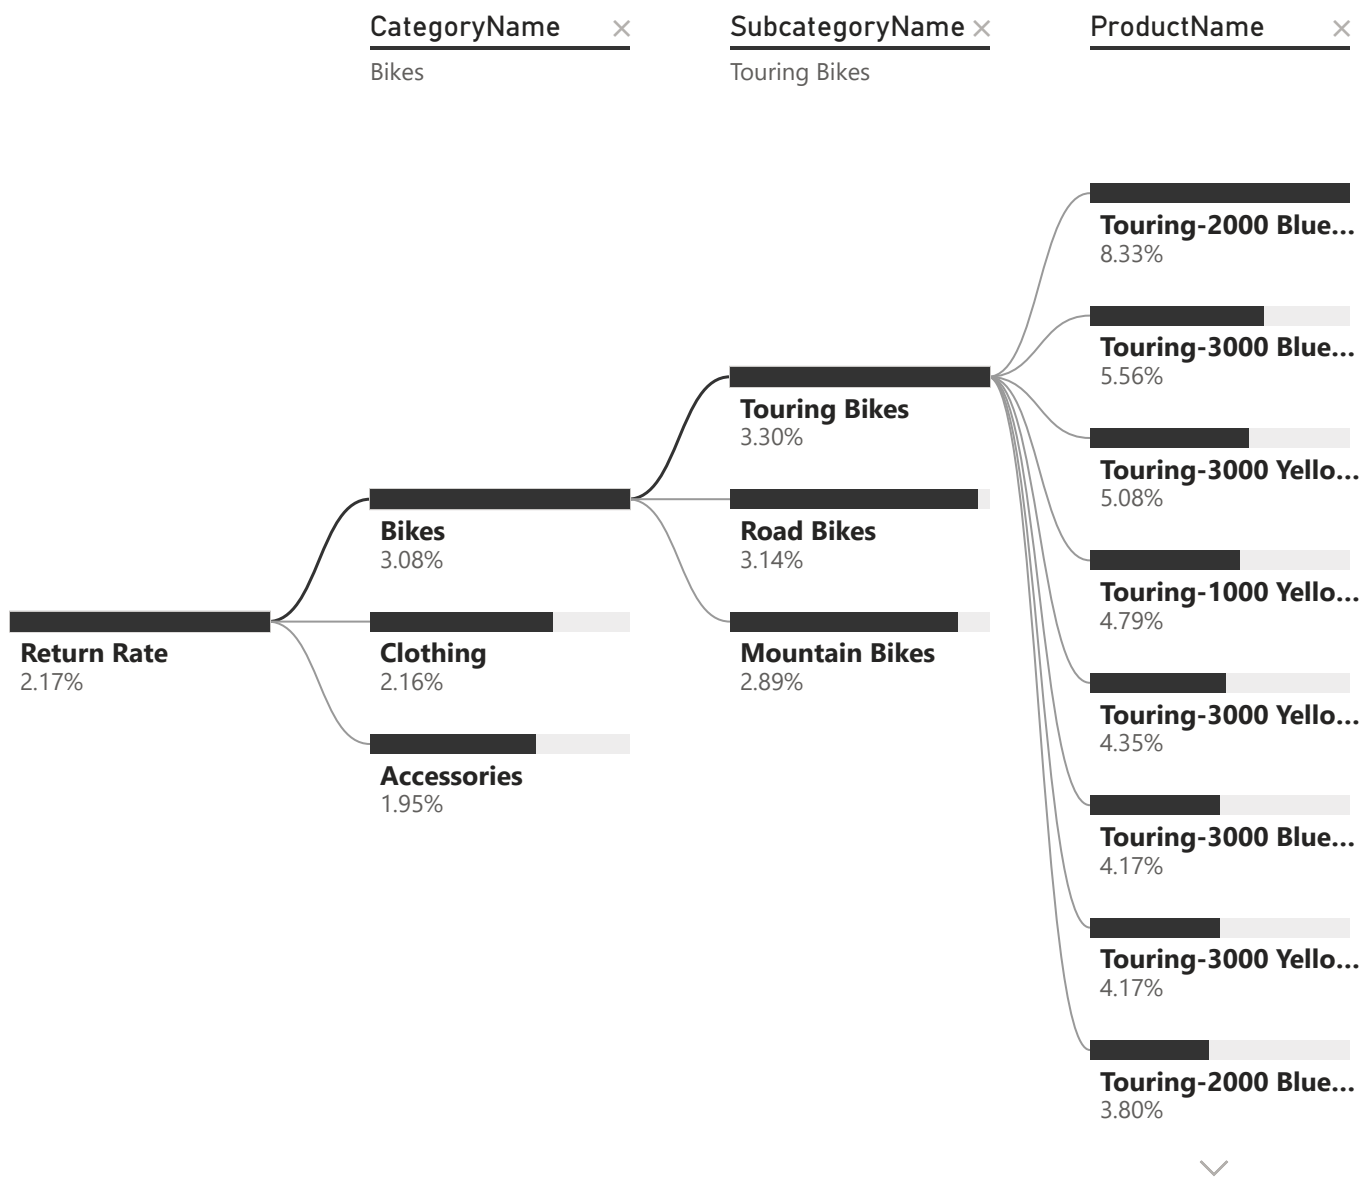 CategoryName
Bikes
SubcategoryName
Touring Bikes
ProductName
Return Rate
2.17%
Bikes
3.08%
Clothing
2.16%
Accessories
1.95%
Touring Bikes
3.30%
Road Bikes
3.14%
Mountain Bikes
2.89%
Touring-2000 Blue...
8.33%
Touring-3000 Blue...
5.56%
Touring-3000 Yello...
5.08%
Touring-1000 Yello...
4.79%
Touring-3000 Yello...
4.35%
Touring-3000 Blue...
4.17%
Touring-3000 Yello...
4.17%
Touring-2000 Blue...
3.80%